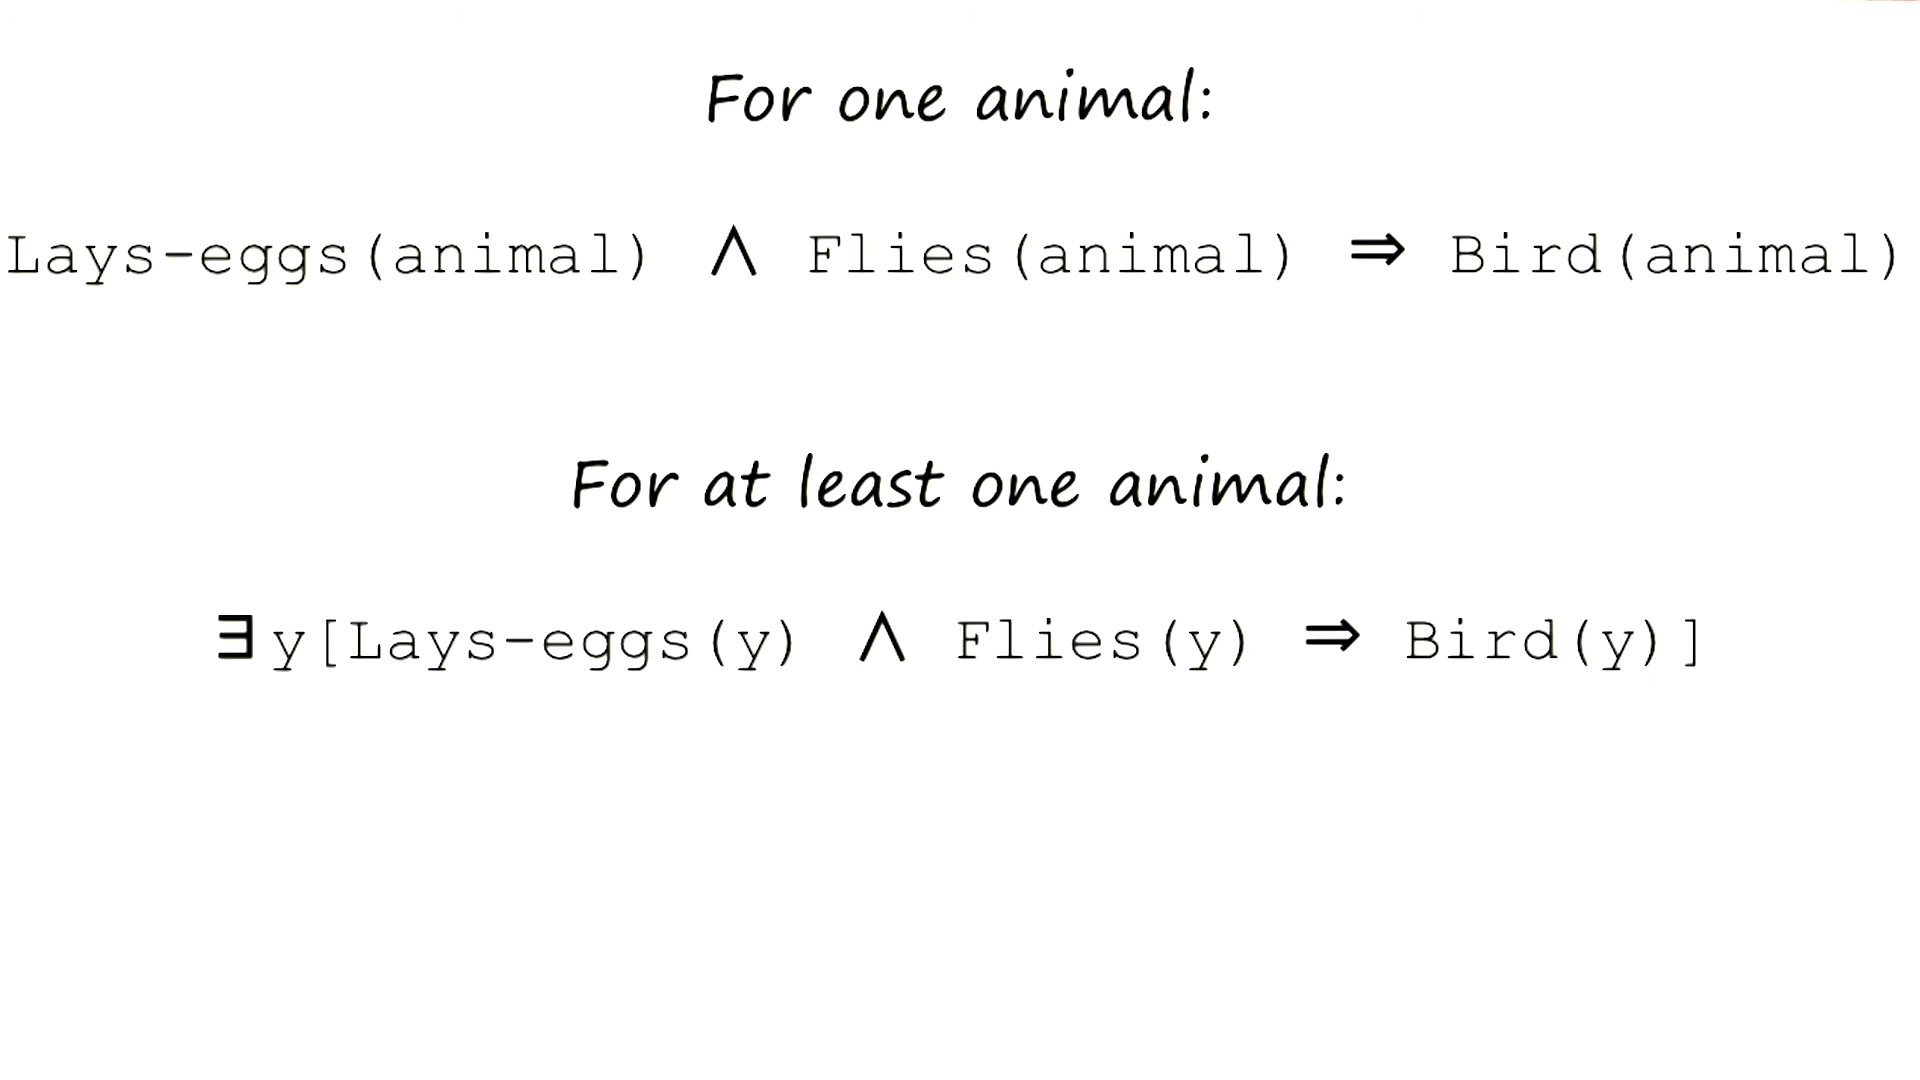 For one animal:
Lays-eggs(animal) ∧ Flies(animal) ⇒ Bird(animal)
For at least one animal:
∃y[Lays-eggs(y) ∧ Flies(y) ⇒ Bird(y)]